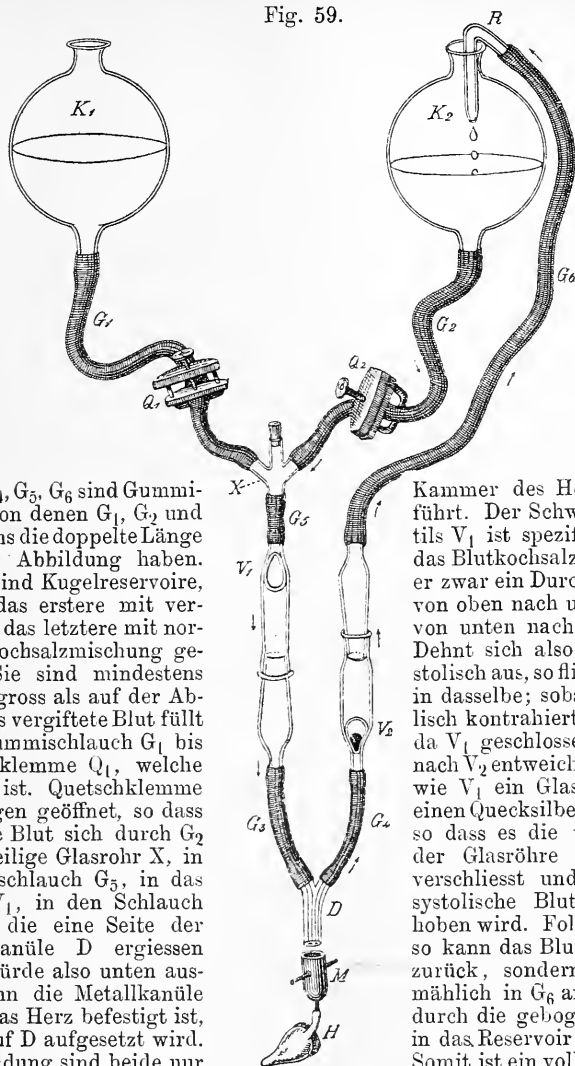 Fig. 59.
R
K1
K2
G1
G2
G6
Q1
Q2
X
G5
V1
V2
G3
G4
D
M
H
G5, G6 sind Gummi-
von denen G1, G2 und
die doppelte Länge
Abbildung haben.
sind Kugelreservoire,
das erstere mit ver-
das letztere mit nor-
ochsalzmischung ge-
Sie sind mindestens
gross als auf der Ab-
vergiftete Blut füllt
ummischlauch G1 bis
klemme Q1, welche
ist. Quetschklemme
gen geöffnet, so dass
Blut sich durch G2
eilige Glasrohr X, in
schlauch G5, in das
V1, in den Schlauch
die eine Seite der
anüle D ergiessen
würde also unten aus-
nn die Metallkanüle
as Herz befestigt ist,
uf D aufgesetzt wird.
dung sind beide nur
Kammer des He
führt. Der Schw
tils V1 ist spezif
das Blutkochsalz
er zwar ein Durc
von oben nach u
von unten nach
Dehnt sich also
stolisch aus, so fli
in dasselbe; soba
lisch kontrahiert
da V1 geschlosse
nach V2 entweich
wie V1 ein Glas
einen Quecksilbe
so dass es die
der Glasröhre
verschliesst und
systolische Blut
hoben wird. Fol
so kann das Blu
zurück, sondern
mählich in G6 a
durch die gebog
in das Reservoir
Somit ist ein voll